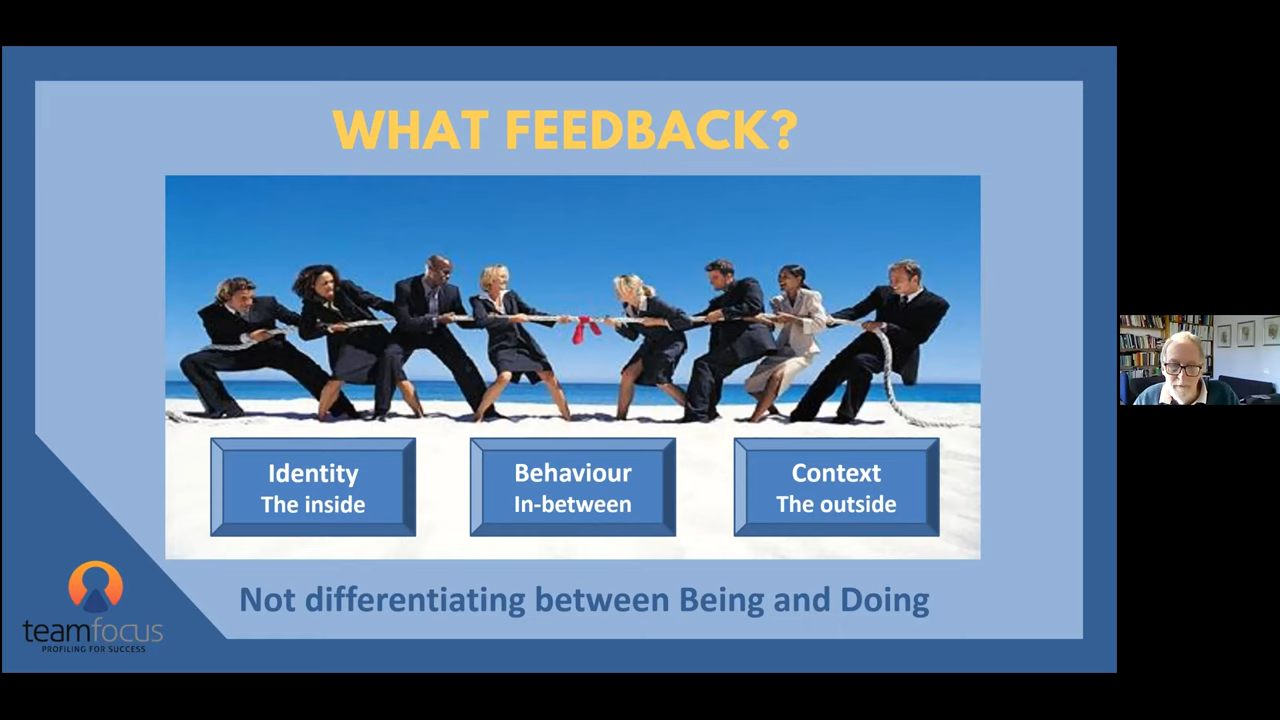 WHAT FEEDBACK?
Identity
The inside
Behaviour
In-between
Context
The outside
Not differentiating between Being and Doing
teamfocus
PROFILING FOR SUCCESS